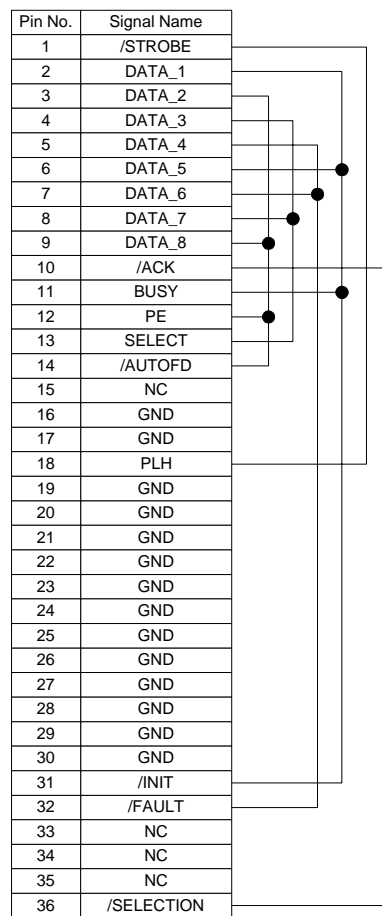 Pin No. Signal Name
1 /STROBE
2 DATA_1
3 DATA_2
4 DATA_3
5 DATA_4
6 DATA_5
7 DATA_6
8 DATA_7
9 DATA_8
10 /ACK
11 BUSY
12 PE
13 SELECT
14 /AUTOFD
15 NC
16 GND
17 GND
18 PLH
19 GND
20 GND
21 GND
22 GND
23 GND
24 GND
25 GND
26 GND
27 GND
28 GND
29 GND
30 GND
31 /INIT
32 /FAULT
33 NC
34 NC
35 NC
36 /SELECTION